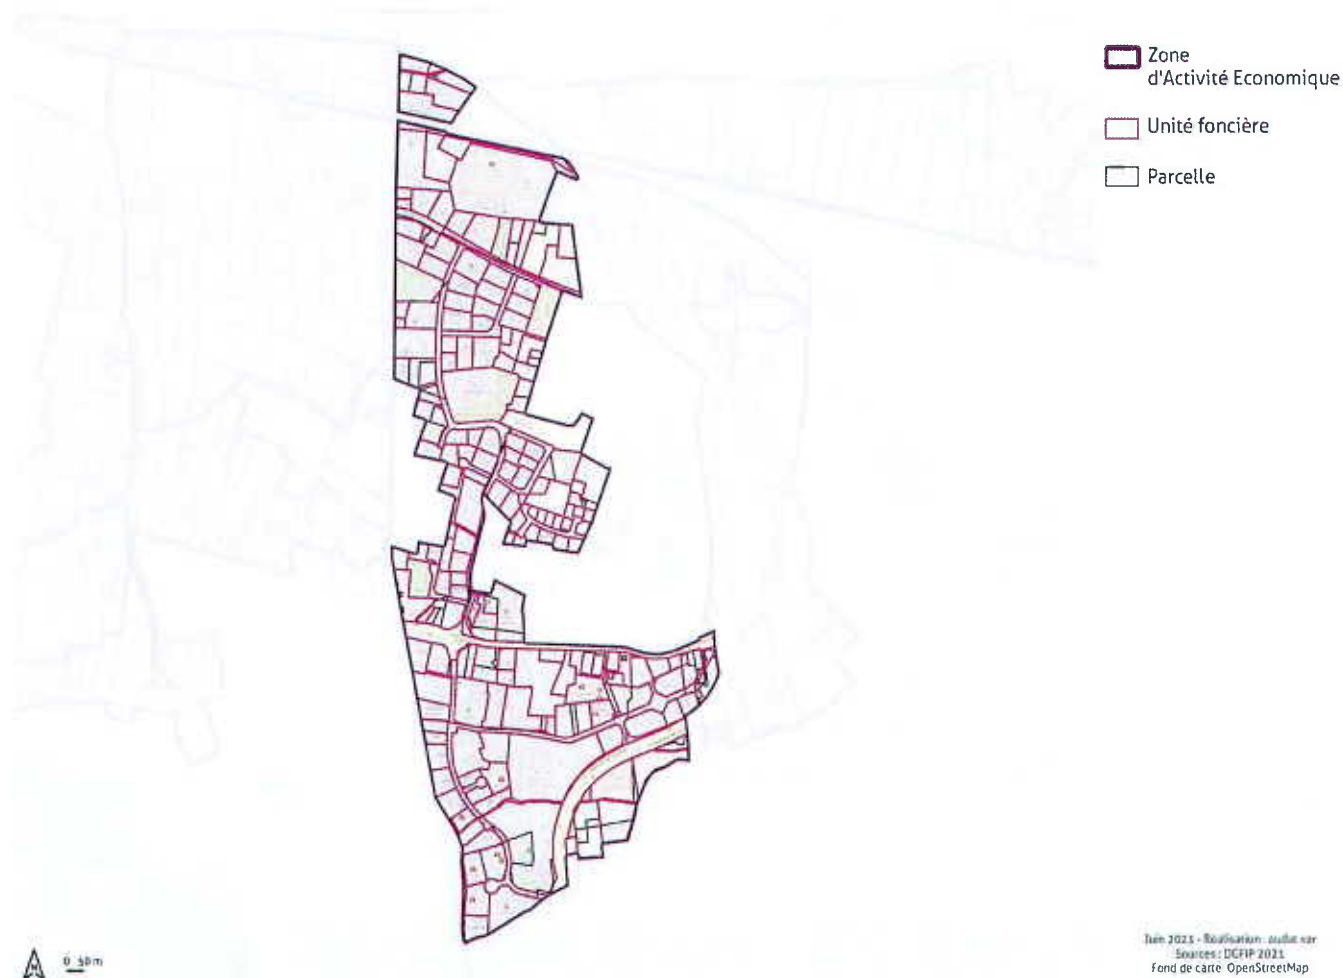 Zone
d'Activité Economique
Unité foncière
Parcelle
0 50 m
Juin 2023 - Réalisation : audat.var
Sources : DGFIP 2021
Fond de carte OpenStreetMap